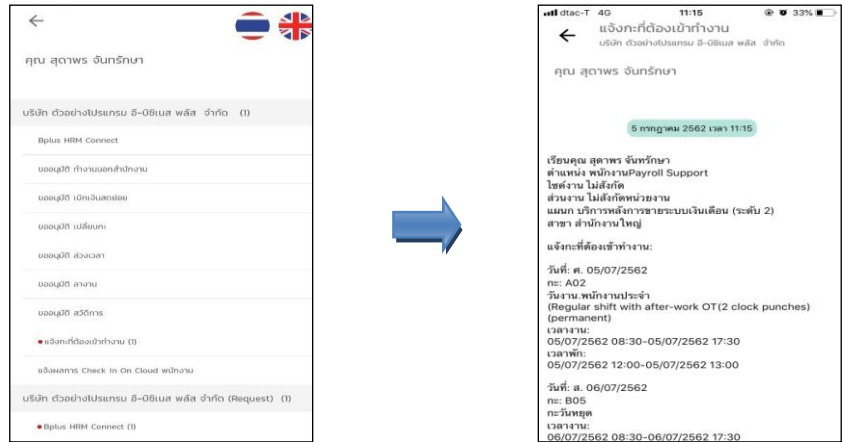 คุณ สุดาพร จันทรักษา
บริษัท ตัวอย่างโปรแกรม อี-บิซิเนส พลัส จำกัด (1)
Bplus HRM Connect
ขออนุมัติ ทำงานนอกสำนักงาน
ขออนุมัติ เบิกเงินสดย่อย
ขออนุมัติ เปลี่ยนกะ
ขออนุมัติ ล่วงเวลา
ขออนุมัติ ลางาน
ขออนุมัติ สวัดิการ
แจ้งกะที่ต้องเข้าทำงาน (1)
แจ้งผลการ Check In On Cloud พนักงาน
บริษัท ตัวอย่างโปรแกรม อี-บิซิเนส พลัส จำกัด (Request) (1)
Bplus HRM Connect (1)
dtac-T 4G 11:15 33%
แจ้งกะที่ต้องเข้าทำงาน
บริษัท ตัวอย่างโปรแกรม อี-บิซิเนส พลัส จำกัด
คุณ สุดาพร จันทรักษา
5 กรกฎาคม 2562 เวลา 11:15
เรียนคุณ สุดาพร จันทรักษา
ตำแหน่ง พนักงานPayroll Support
ไซต์งาน ไม่สังกัด
ส่วนงาน ไม่สังกัดหน่วยงาน
แผนก บริการหลังการขายระบบเงินเดือน (ระดับ 2)
สาขา สำนักงานใหญ่
แจ้งกะที่ต้องเข้าทำงาน:
วันที่: ศ. 05/07/2562
กะ: A02
วันงาน.พนักงานประจำ
(Regular shift with after-work OT(2 clock punches)
(permanent)
เวลางาน:
05/07/2562 08:30-05/07/2562 17:30
เวลาพัก:
05/07/2562 12:00-05/07/2562 13:00
วันที่: ส. 06/07/2562
กะ: B05
กะวันหยุด
เวลางาน:
06/07/2562 08:30-06/07/2562 17:30